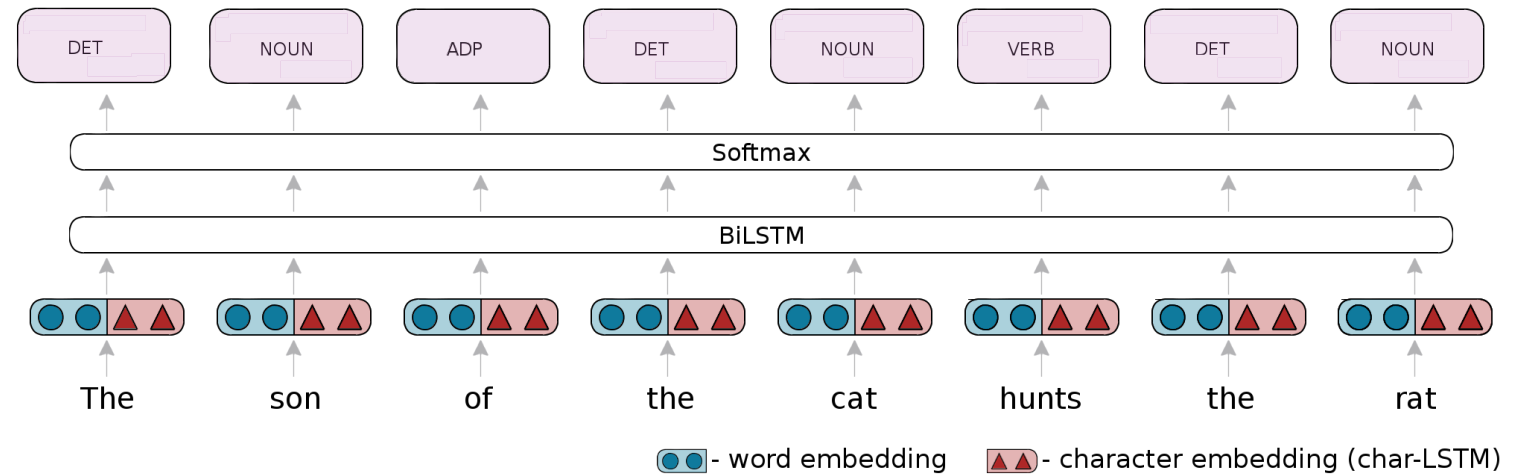 DET NOUN ADP DET NOUN VERB DET NOUN
Softmax
BiLSTM
The son of the cat hunts the rat
- word embedding - character embedding (char-LSTM)